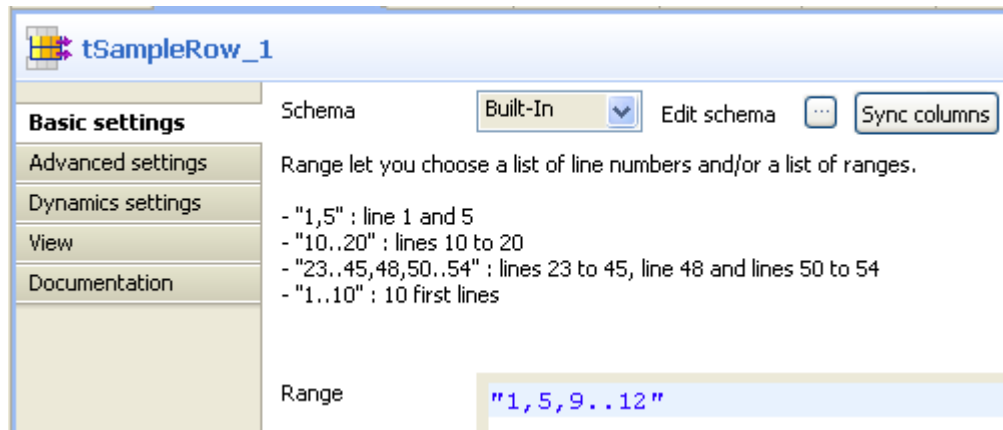 tSampleRow_1
Basic settings
Advanced settings
Dynamics settings
View
Documentation
Schema
Built-In
Edit schema
...
Sync columns
Range let you choose a list of line numbers and/or a list of ranges.
- "1,5" : line 1 and 5
- "10..20" : lines 10 to 20
- "23..45,48,50..54" : lines 23 to 45, line 48 and lines 50 to 54
- "1..10" : 10 first lines
Range
"1,5,9..12"